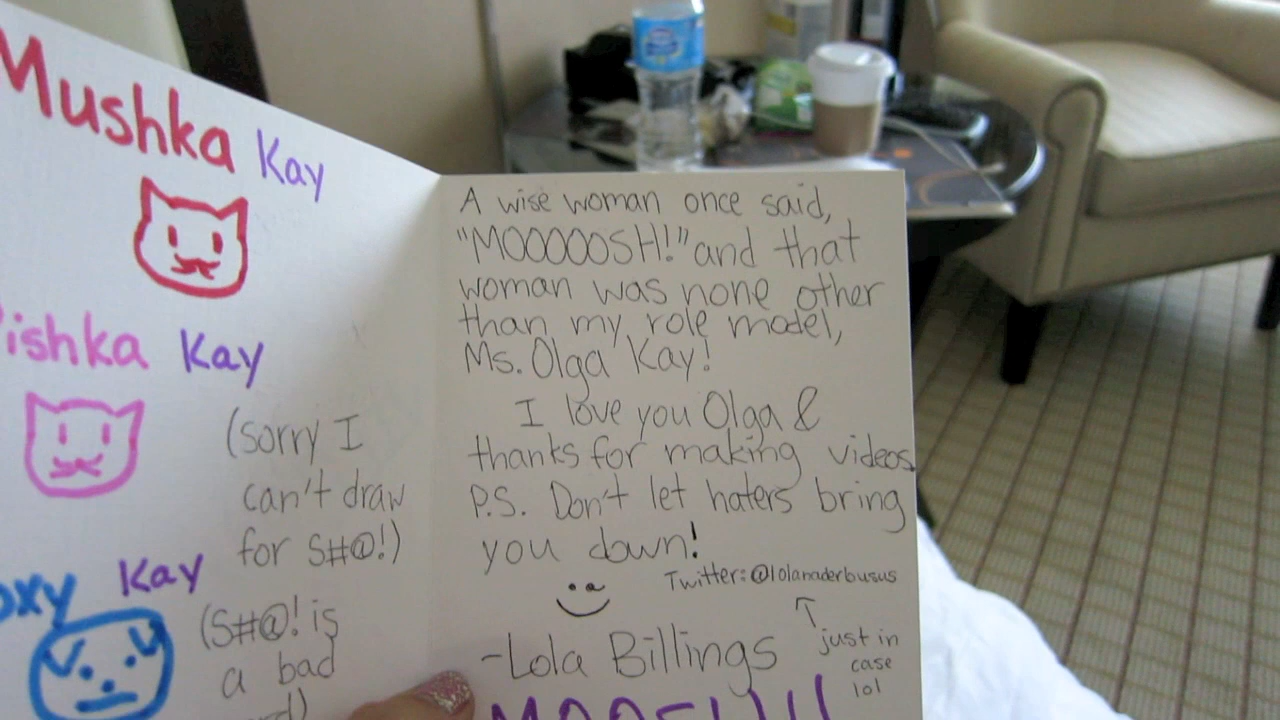 Mushka Kay
ishka Kay
(sorry I
can't draw
for S#@!)
oxy Kay
(S#@! is
a bad
A wise woman once said,
"MOOOOOSH!" and that
woman was none other
than my role model,
Ms. Olga Kay!
I love you Olga &
thanks for making videos
P.S. Don't let haters bring
you down!
Twitter: @lolanaderbusus
just in
case
lol
-Lola Billings